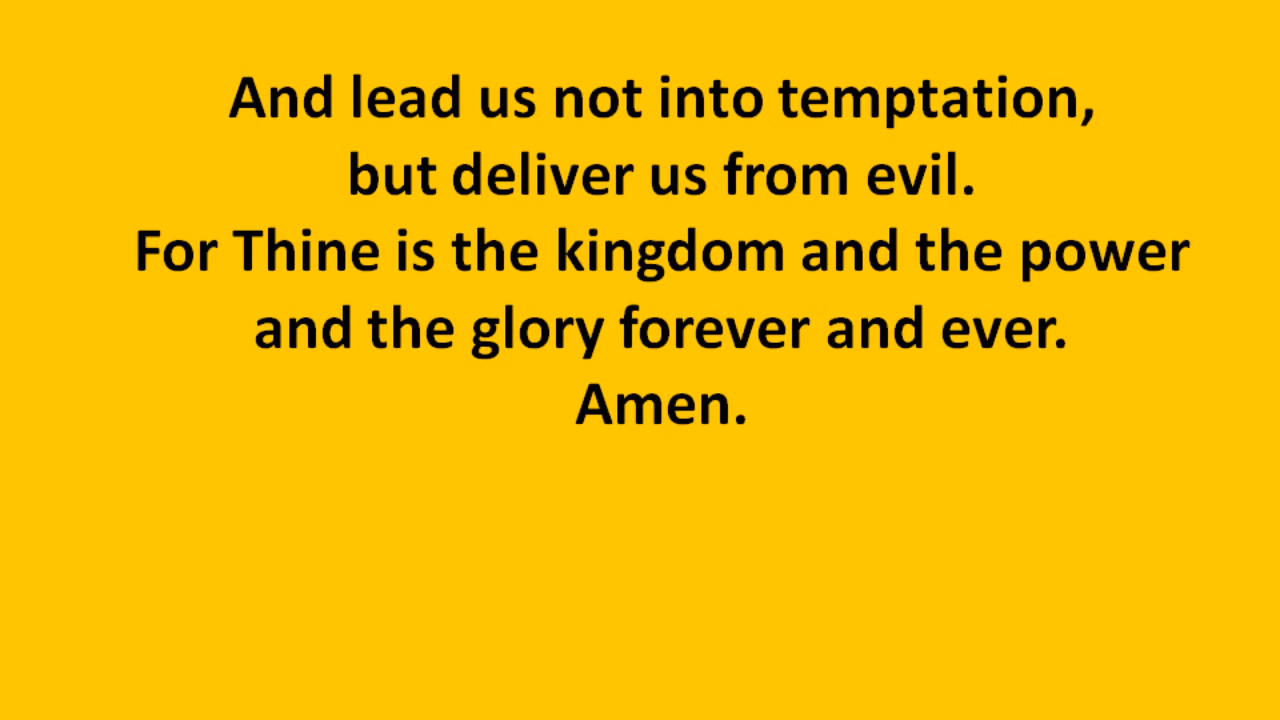 And lead us not into temptation,
but deliver us from evil.
For Thine is the kingdom and the power
and the glory forever and ever.
Amen.